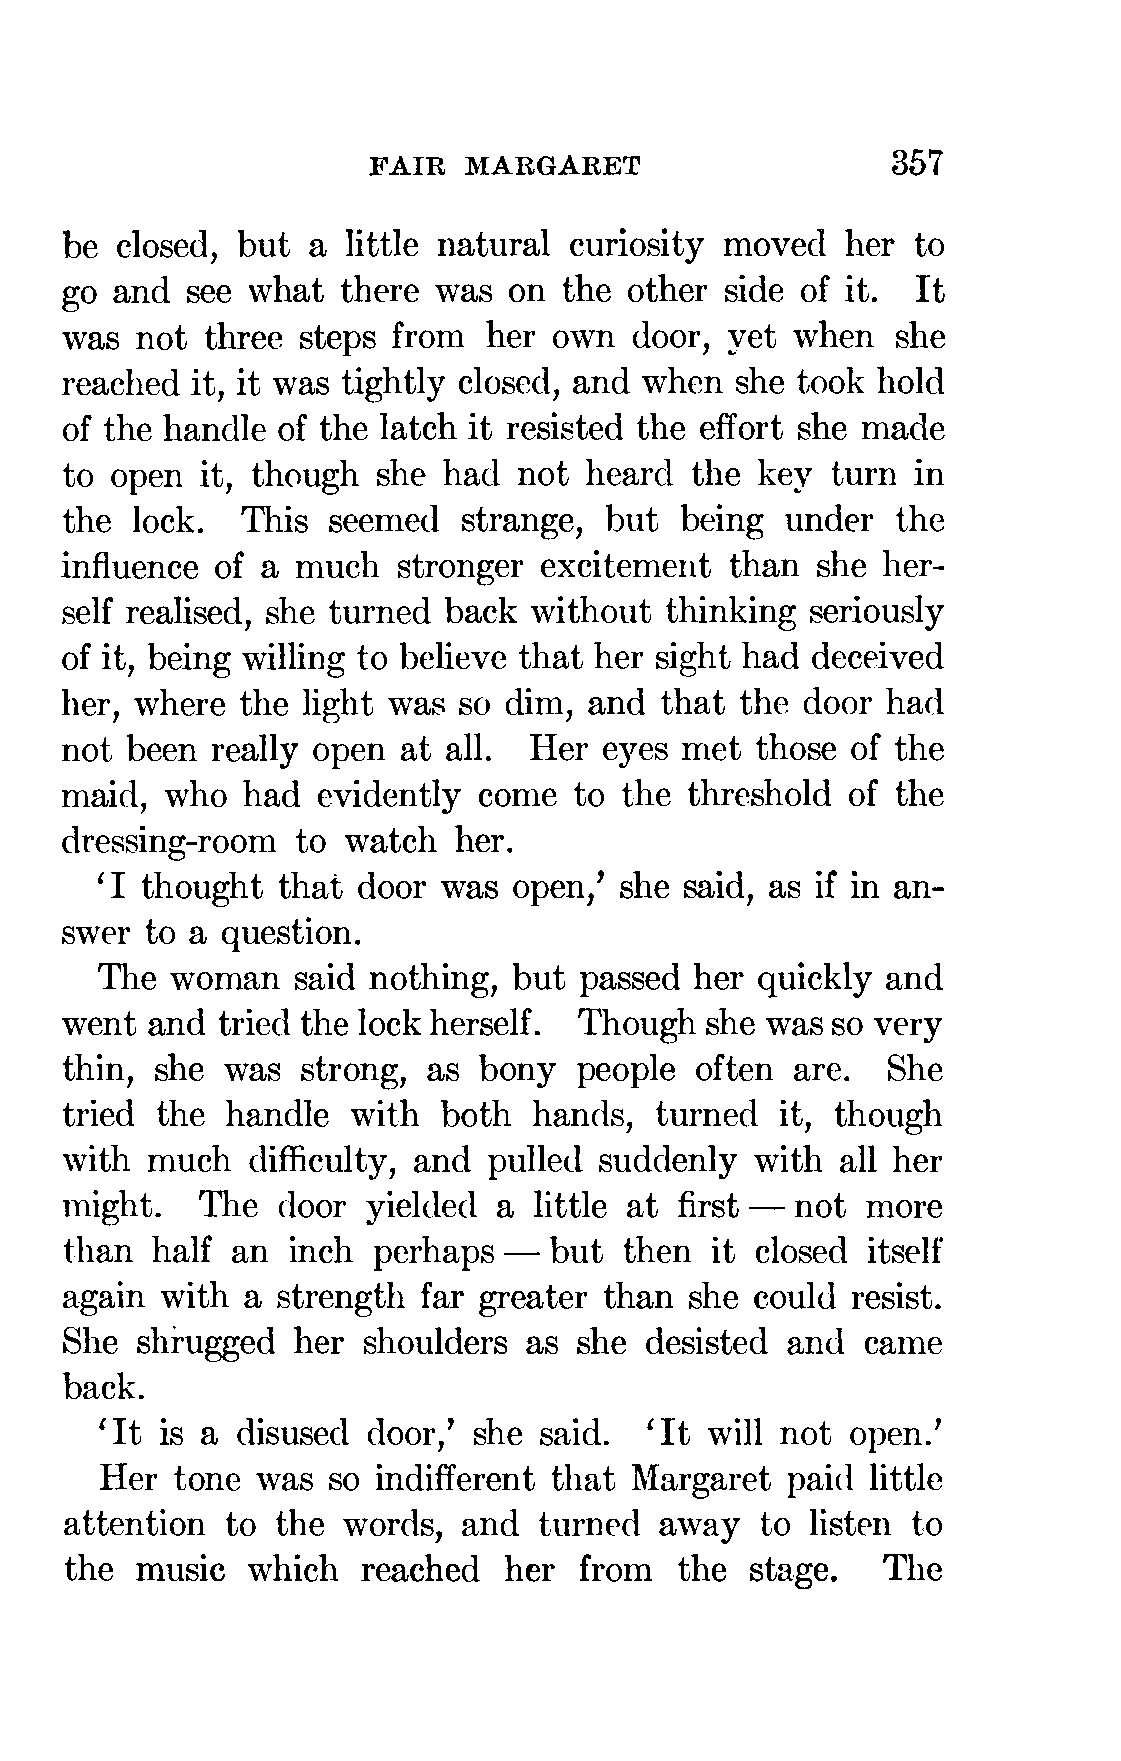 FAIR MARGARET 357
be closed, but a little natural curiosity moved her to
go and see what there was on the other side of it. It
was not three steps from her own door, yet when she
reached it, it was tightly closed, and when she took hold
of the handle of the latch it resisted the effort she made
to open it, though she had not heard the key turn in
the lock. This seemed strange, but being under the
influence of a much stronger excitement than she her-
self realised, she turned back without thinking seriously
of it, being willing to believe that her sight had deceived
her, where the light was so dim, and that the door had
not been really open at all. Her eyes met those of the
maid, who had evidently come to the threshold of the
dressing-room to watch her.
‘I thought that door was open,’ she said, as if in an-
swer to a question.
The woman said nothing, but passed her quickly and
went and tried the lock herself. Though she was so very
thin, she was strong, as bony people often are. She
tried the handle with both hands, turned it, though
with much difficulty, and pulled suddenly with all her
might. The door yielded a little at first — not more
than half an inch perhaps — but then it closed itself
again with a strength far greater than she could resist.
She shrugged her shoulders as she desisted and came
back.
‘It is a disused door,’ she said. ‘It will not open.’
Her tone was so indifferent that Margaret paid little
attention to the words, and turned away to listen to
the music which reached her from the stage. The